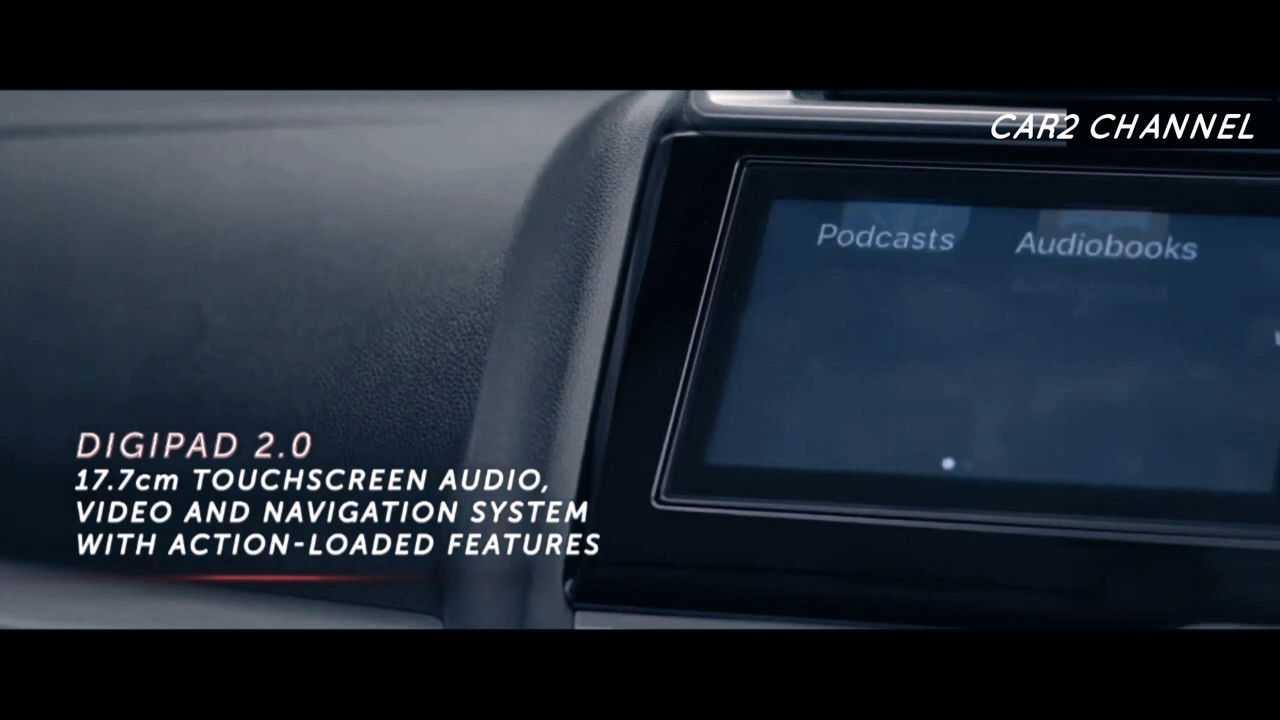 CAR2 CHANNEL
Podcasts Audiobooks
DIGIPAD 2.0
17.7cm TOUCHSCREEN AUDIO,
VIDEO AND NAVIGATION SYSTEM
WITH ACTION-LOADED FEATURES